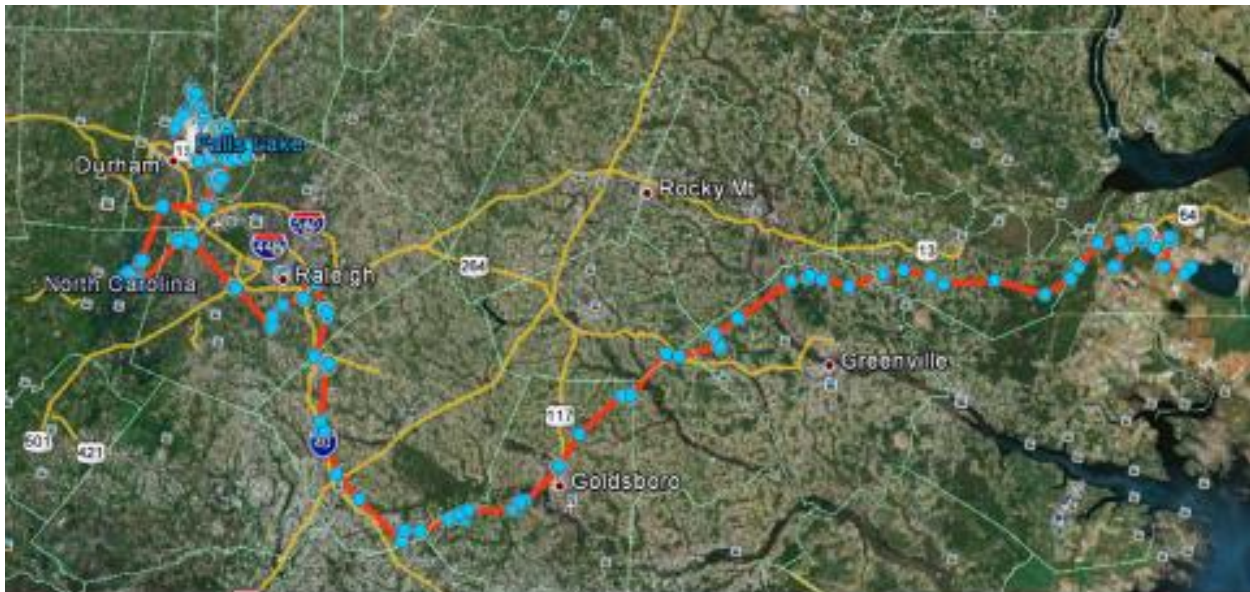 Falls Lake
Durham
Rocky Mt
540
64
440
13
264
Raleigh
North Carolina
Greenville
117
40
501
421
Goldsboro